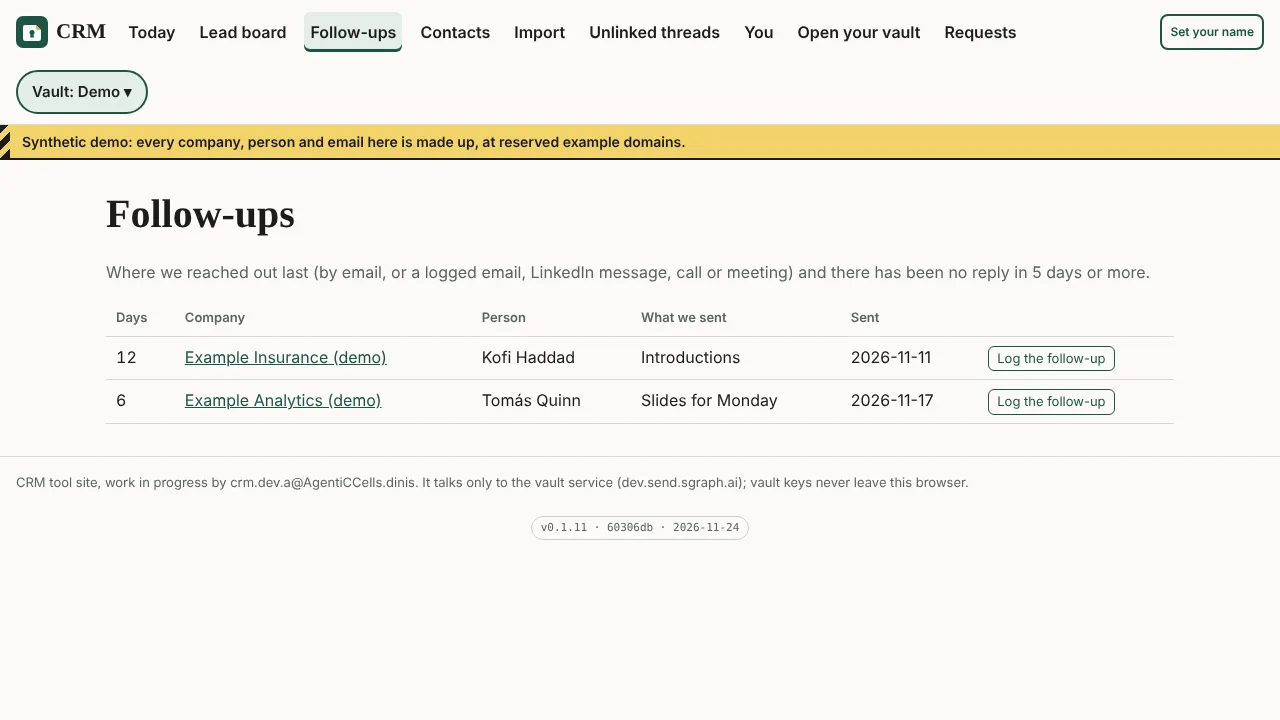 CRM Today Lead board Follow-ups Contacts Import Unlinked threads You Open your vault Requests Set your name
Vault: Demo ▾
Synthetic demo: every company, person and email here is made up, at reserved example domains.
Follow-ups
Where we reached out last (by email, or a logged email, LinkedIn message, call or meeting) and there has been no reply in 5 days or more.
Days Company Person What we sent Sent
12 Example Insurance (demo) Kofi Haddad Introductions 2026-11-11 Log the follow-up
6 Example Analytics (demo) Tomás Quinn Slides for Monday 2026-11-17 Log the follow-up
CRM tool site, work in progress by crm.dev.a@AgentiCCells.dinis. It talks only to the vault service (dev.send.sgraph.ai); vault keys never leave this browser.
v0.1.11 · 60306db · 2026-11-24